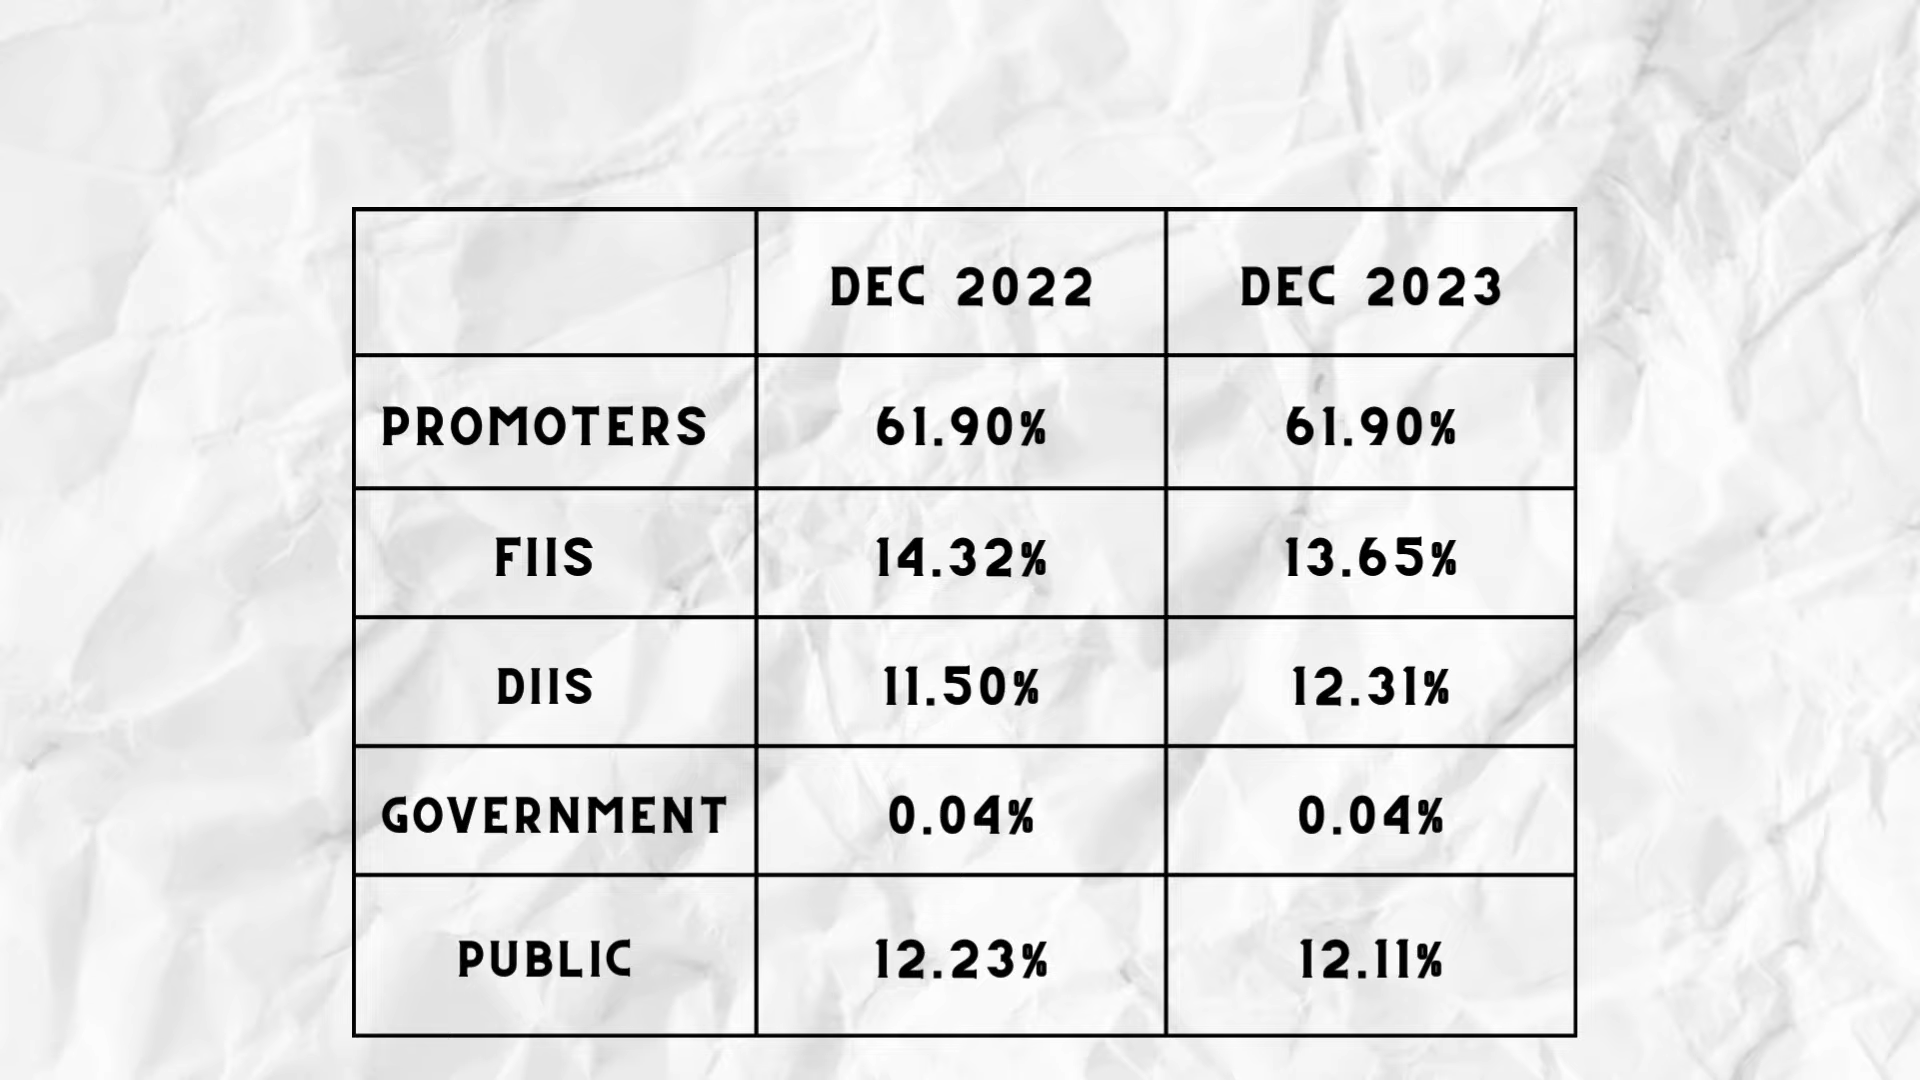 DEC 2022 DEC 2023
PROMOTERS 61.90% 61.90%
FIIS 14.32% 13.65%
DIIS 11.50% 12.31%
GOVERNMENT 0.04% 0.04%
PUBLIC 12.23% 12.11%